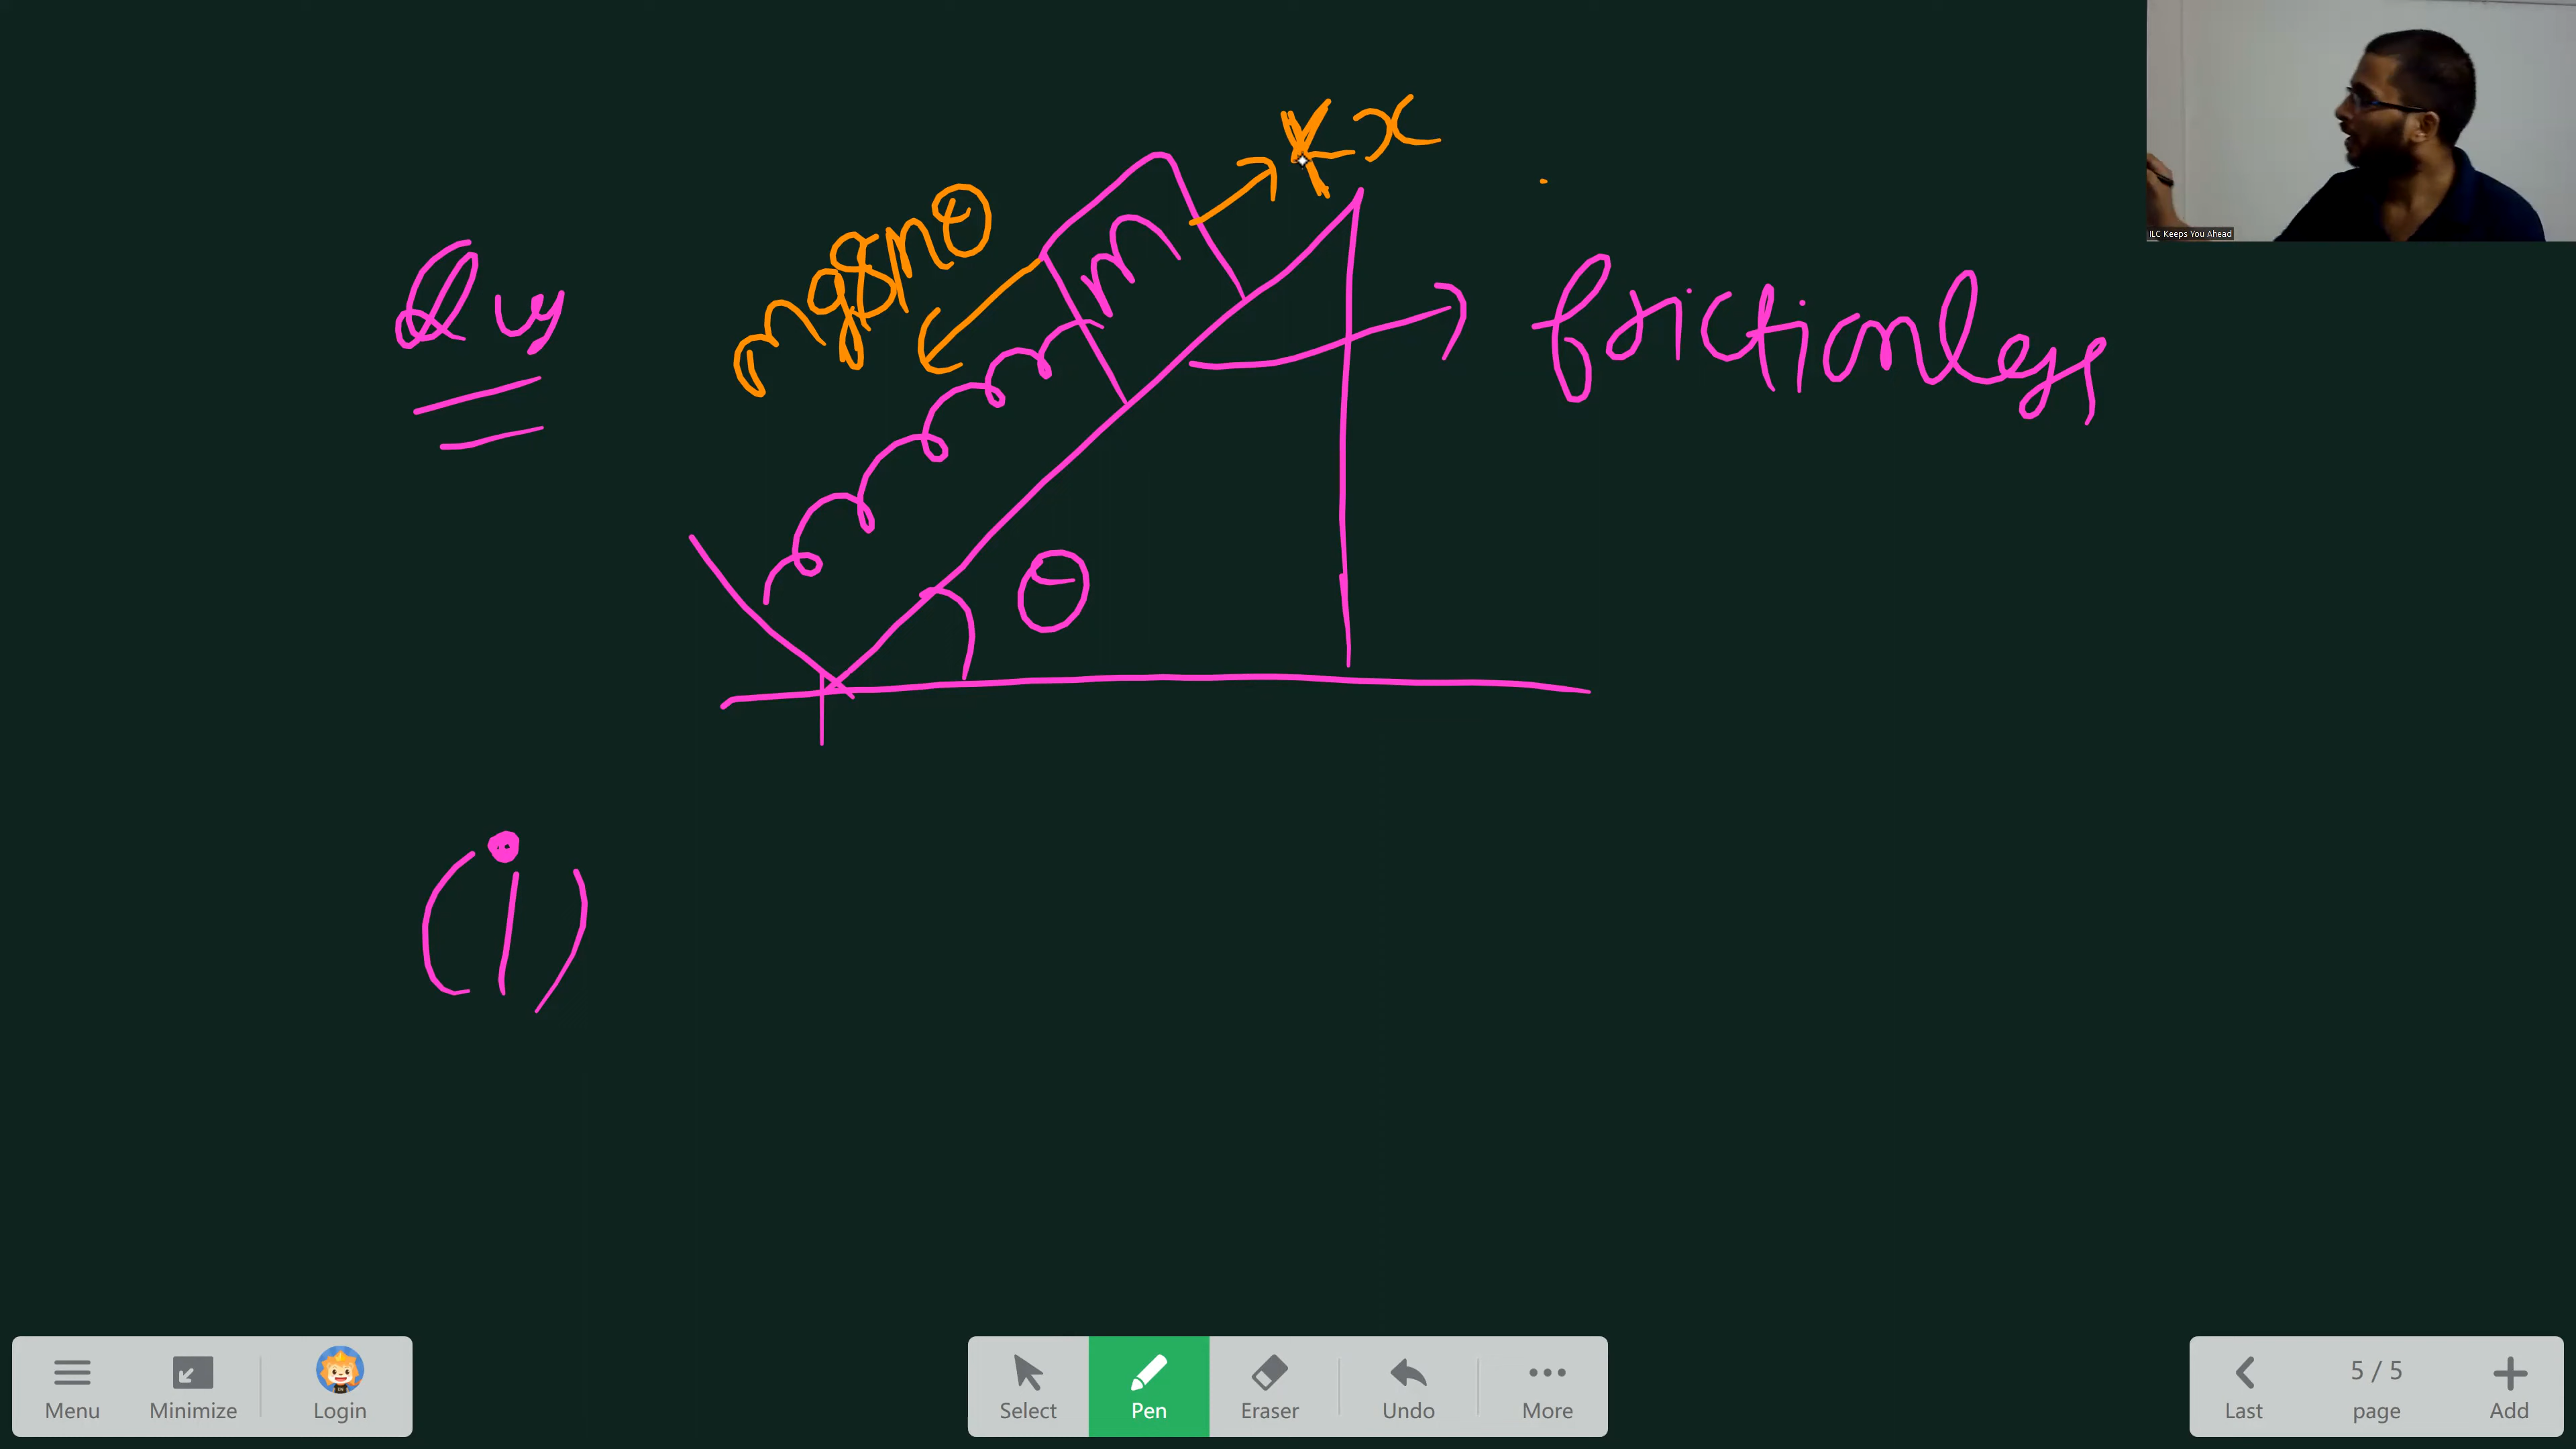 ILC Keeps You Ahead
Kx
mgsinθ
m
Ques
frictionless
θ
(i)
Menu
Minimize
Login
Select
Pen
Eraser
Undo
More
Last
5 / 5
page
Add